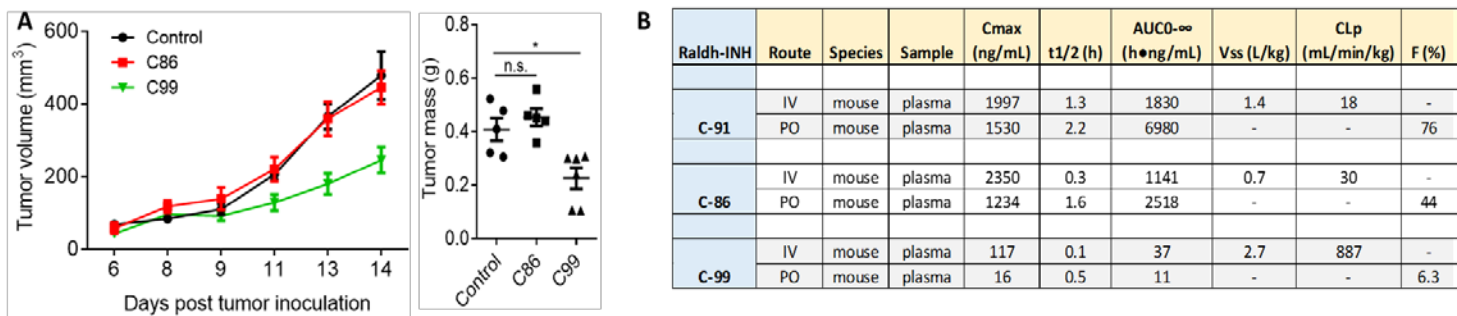 A
Tumor volume (mm³)
600
400
200
0
Control
C86
C99
6 8 9 11 13 14
Days post tumor inoculation
Tumor mass (g)
0.8
0.6
0.4
0.2
0.0
*
n.s.
Control C86 C99
B
Raldh-INH Route Species Sample Cmax (ng/mL) t1/2 (h) AUC0-∞ (h●ng/mL) Vss (L/kg) CLp (mL/min/kg) F (%)
IV mouse plasma 1997 1.3 1830 1.4 18 -
C-91
PO mouse plasma 1530 2.2 6980 - - 76
IV mouse plasma 2350 0.3 1141 0.7 30 -
C-86
PO mouse plasma 1234 1.6 2518 - - 44
IV mouse plasma 117 0.1 37 2.7 887 -
C-99
PO mouse plasma 16 0.5 11 - - 6.3